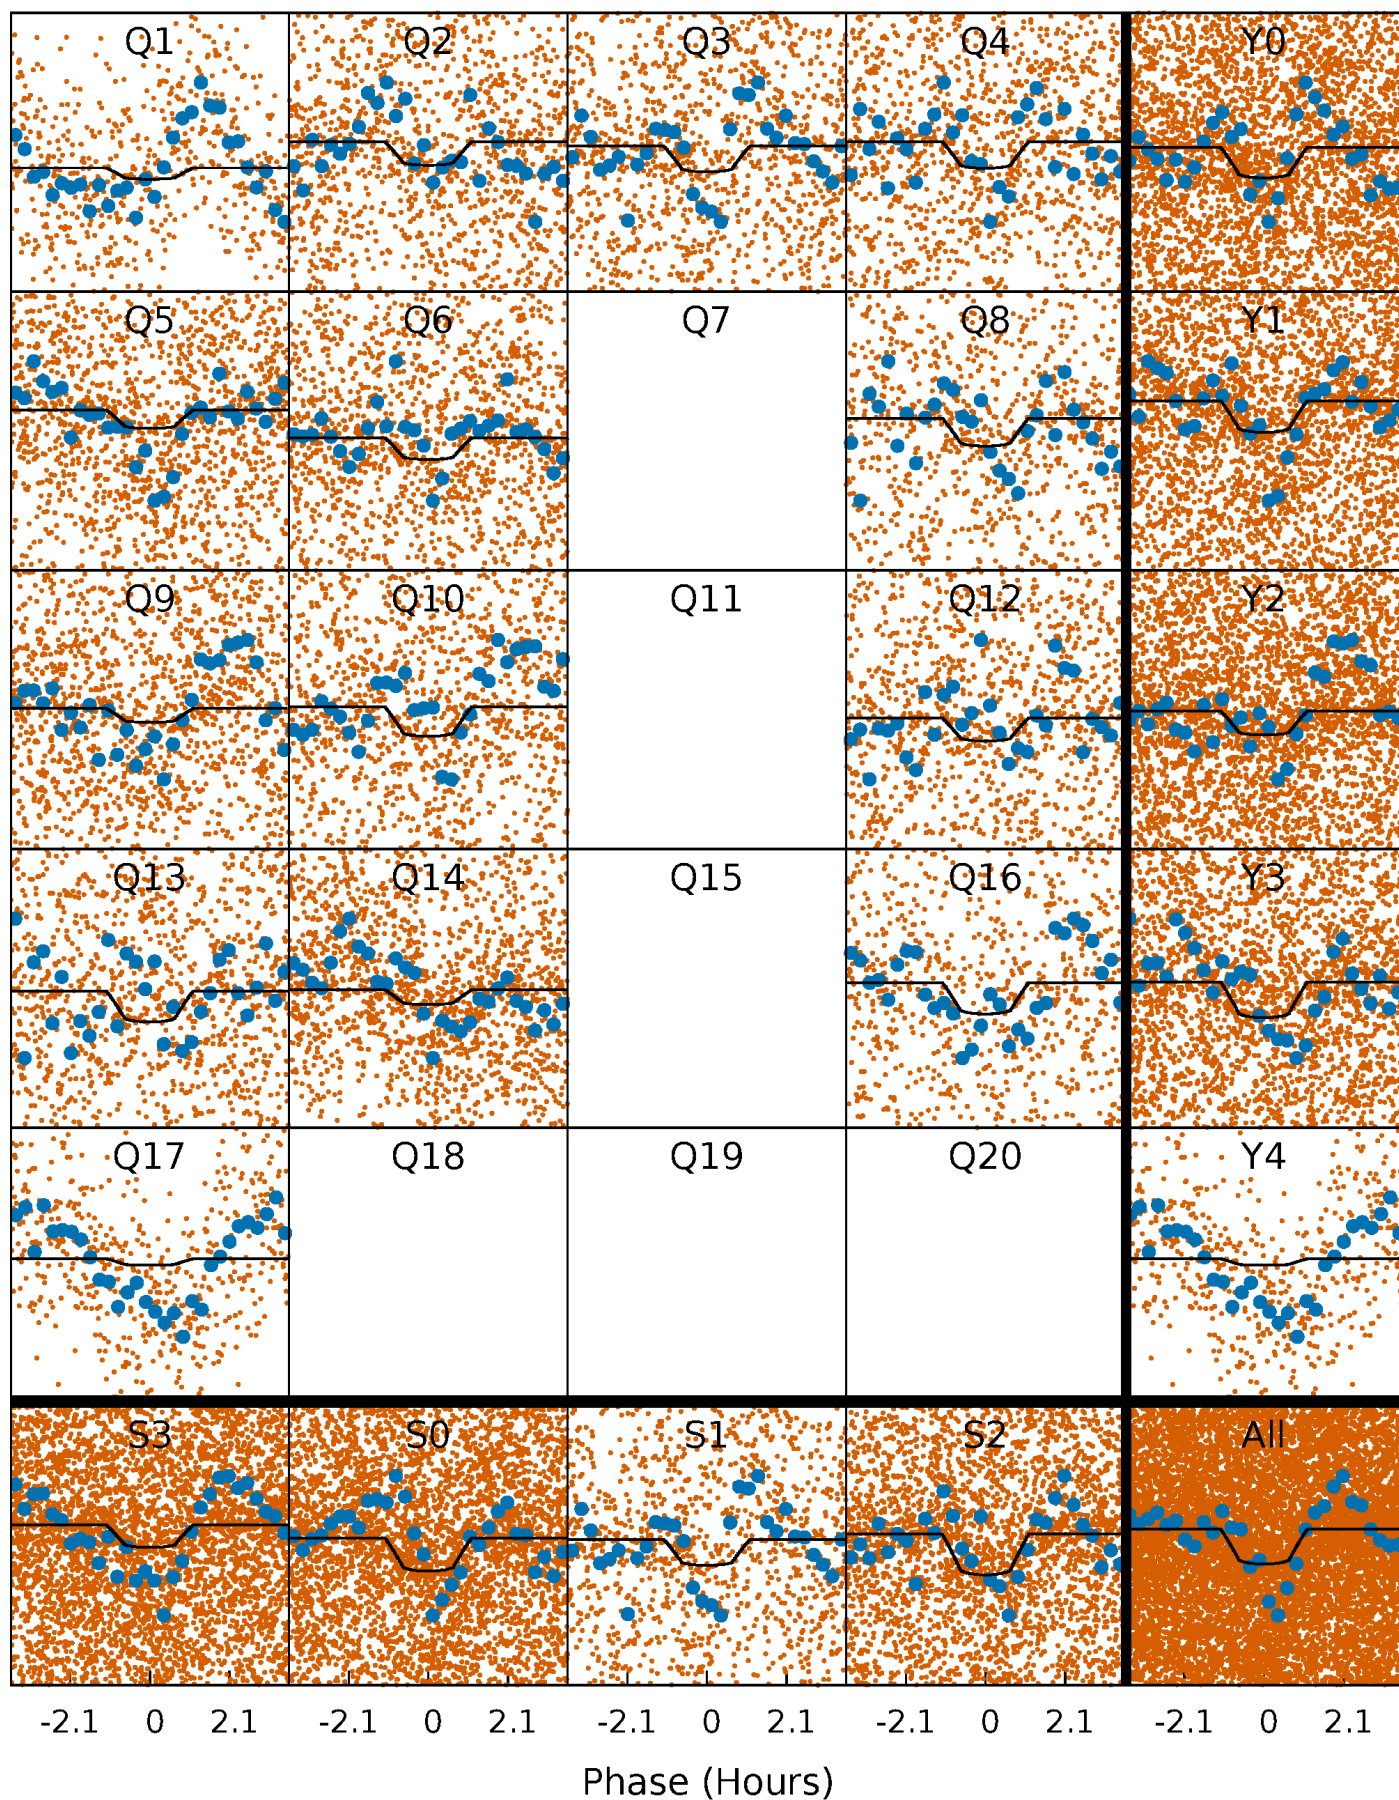 Q1 Q2 Q3 Q4 Y0
Q5 Q6 Q7 Q8 Y1
Q9 Q10 Q11 Q12 Y2
Q13 Q14 Q15 Q16 Y3
Q17 Q18 Q19 Q20 Y4
S3 S0 S1 S2 All
-2.1 0 2.1 -2.1 0 2.1 -2.1 0 2.1 -2.1 0 2.1 -2.1 0 2.1
Phase (Hours)